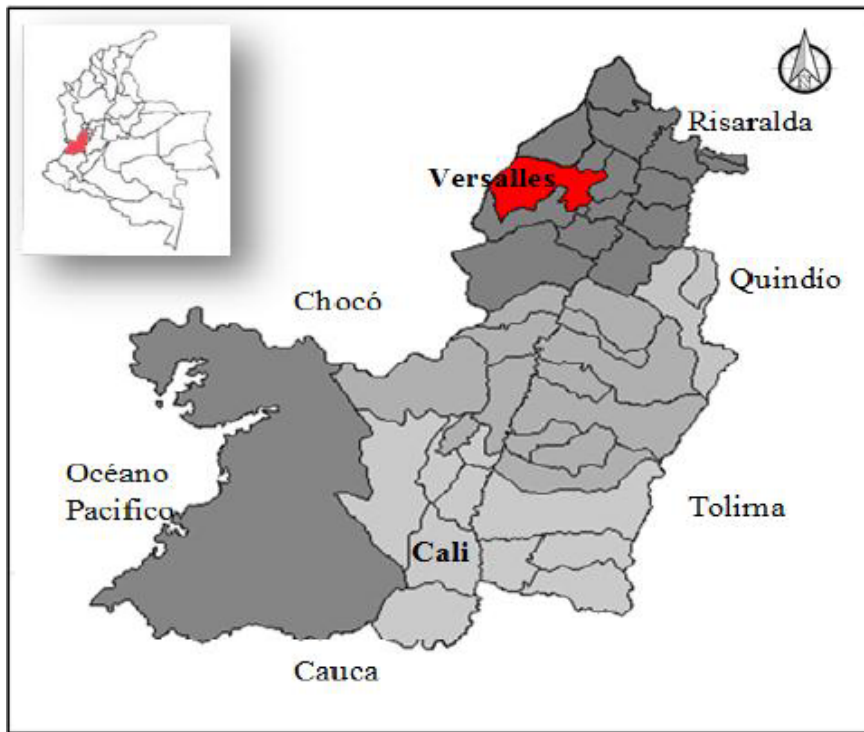 Risaralda
Versalles
Quindío
Chocó
Océano
Pacifico
Tolima
Cali
Cauca